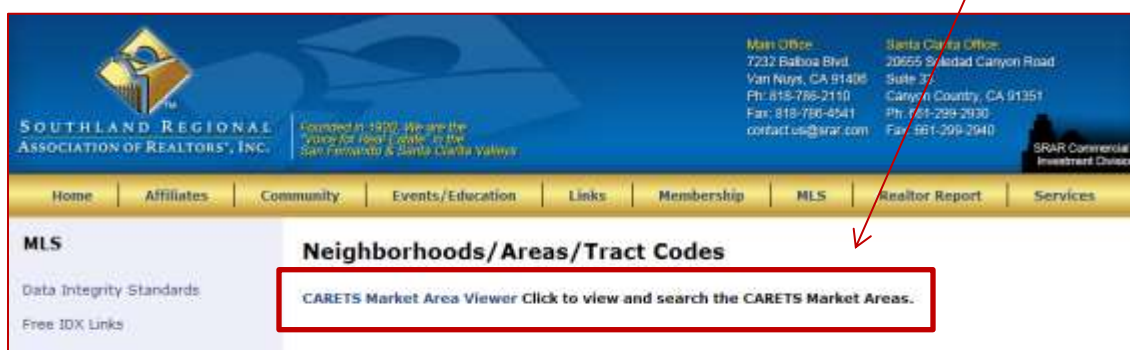 SOUTHLAND REGIONAL
ASSOCIATION OF REALTORS®, INC.
TM
Founded in 1920, We are the
"Voice for Real Estate" in the
San Fernando & Santa Clarita Valleys
Main Office:
7232 Balboa Blvd.
Van Nuys, CA 91406
Ph: 818-786-2110
Fax: 818-786-4541
contactus@srar.com
Santa Clarita Office:
20655 Soledad Canyon Road
Suite
Canyon Country, CA 91351
Ph: 661-299-2930
Fax: 661-299-2940
SRAR Commercial
Investment Division
Home
Affiliates
Community
Events/Education
Links
Membership
MLS
Realtor Report
Services
MLS
Data Integrity Standards
Free IDX Links
Neighborhoods/Areas/Tract Codes
CARETS Market Area Viewer Click to view and search the CARETS Market Areas.